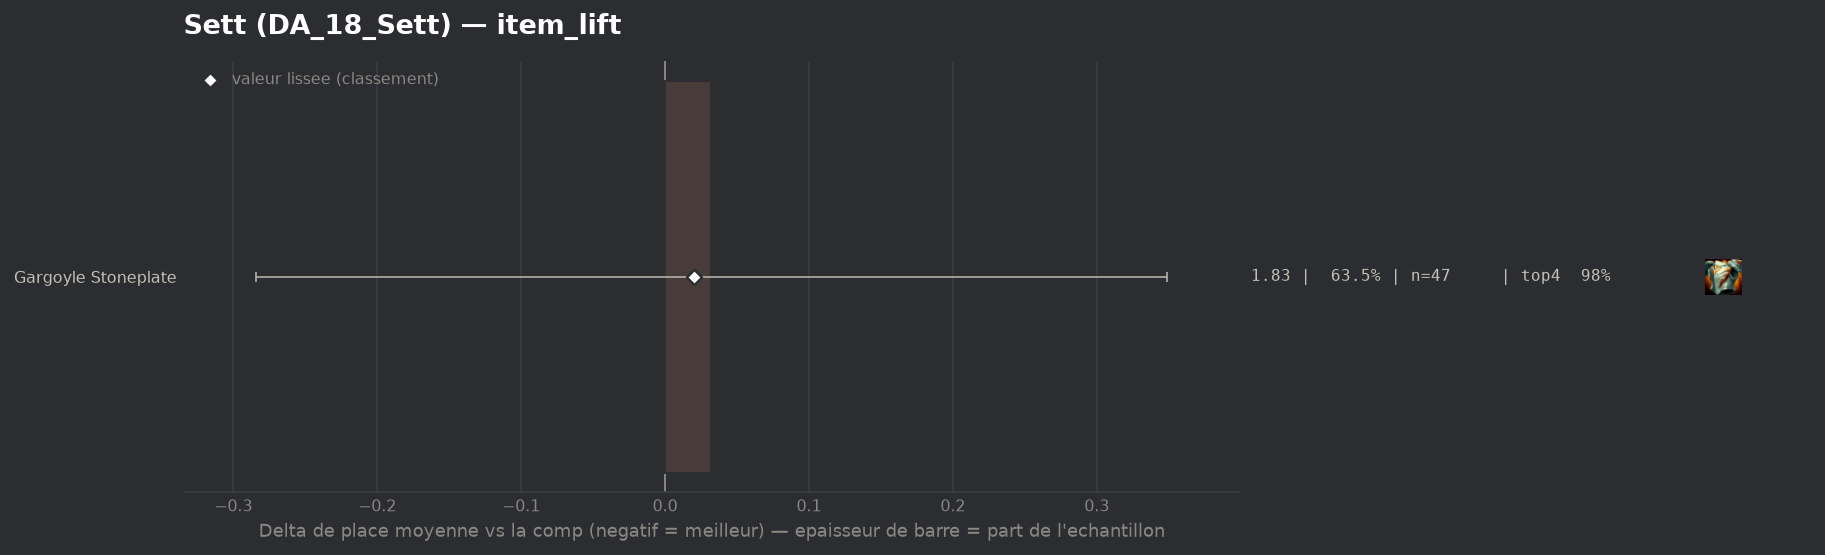 Sett (DA_18_Sett) — item_lift
valeur lissee (classement)
Gargoyle Stoneplate
1.83 | 63.5% | n=47 | top4 98%
−0.3 −0.2 −0.1 0.0 0.1 0.2 0.3
Delta de place moyenne vs la comp (negatif = meilleur) — epaisseur de barre = part de l'echantillon